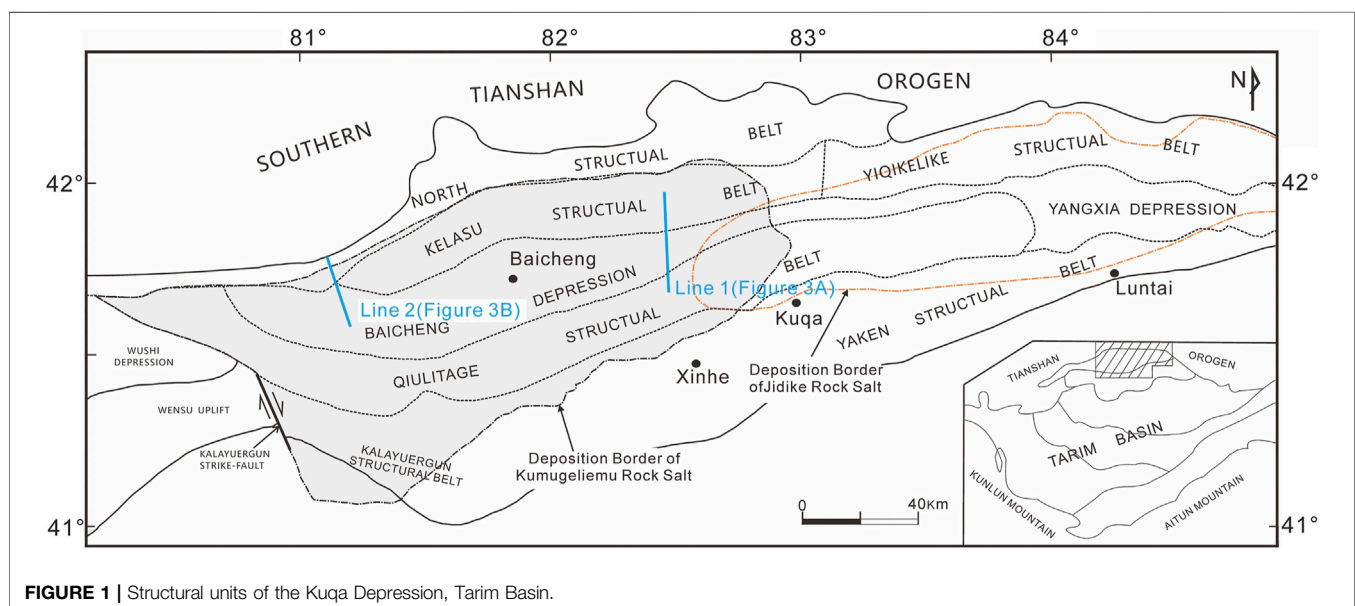 81°
82°
83°
84°
TIANSHAN
OROGEN
N
SOUTHERN
BELT
STRUCTUAL
NORTH
42°
YIQIKELIKE
STRUCTUAL
BELT
42°
KELASU
STRUCTUAL
BELT
YANGXIA DEPRESSION
Baicheng
DEPRESSION
BAICHENG
Line 1(Figure 3A)
Line 2(Figure 3B)
BELT
BELT
Luntai
Kuqa
STRUCTUAL
YAKEN
STRUCTUAL
QIULITAGE
WUSHI
DEPRESSION
Xinhe
Deposition Border
ofJidike Rock Salt
WENSU UPLIFT
KALAYUERGUN
STRIKE-FAULT
KALAYUERGUN
STRUCTURAL BELT
Deposition Border of
Kumugeliemu Rock Salt
0
40Km
41°
41°
TIANSHAN
OROGEN
TARIM BASIN
KUNLUN MOUNTAIN
AITUN MOUNTAIN
FIGURE 1 | Structural units of the Kuqa Depression, Tarim Basin.